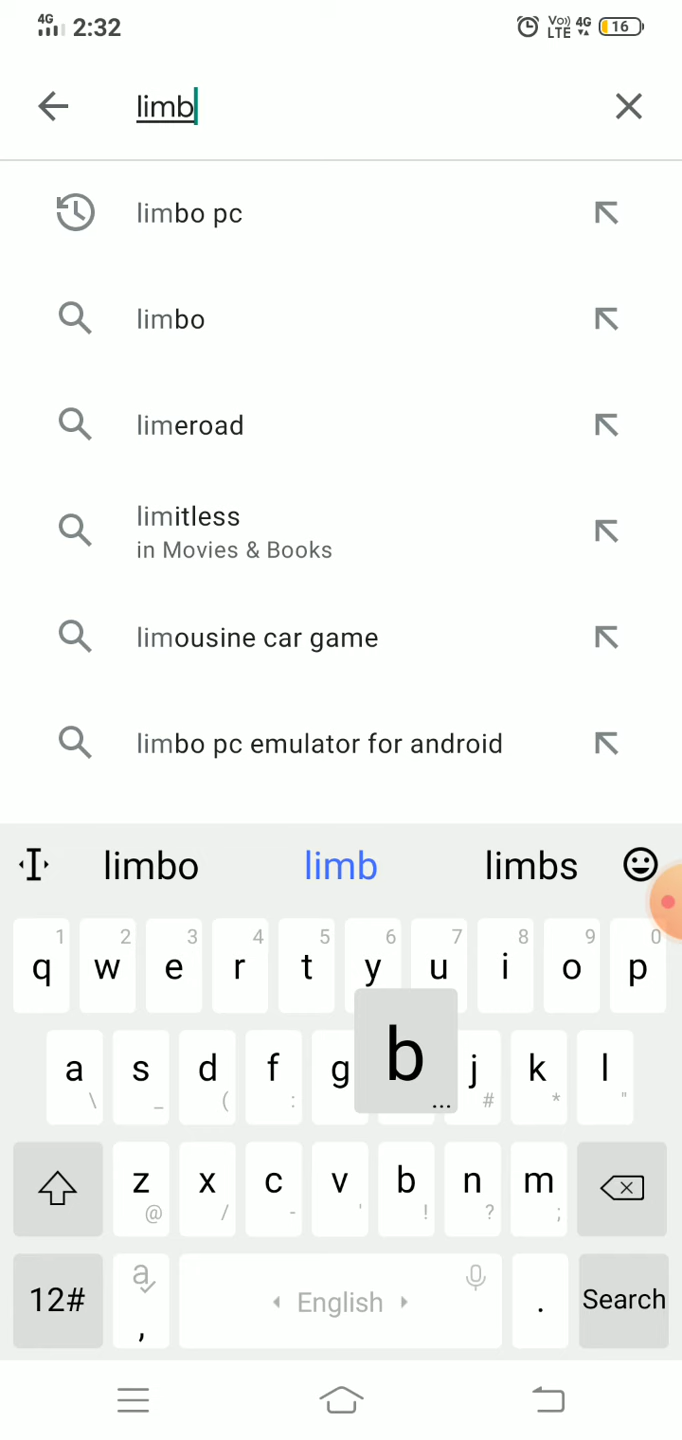 4G 2:32 Vo) LTE 4G 16
limb
limbo pc
limbo
limeroad
limitless
in Movies & Books
limousine car game
limbo pc emulator for android
limbo limb limbs
1 2 3 4 5 6 7 8 9 0
q w e r t y u i o p
a s d f g b j k l
\ _ ( : ... # * "
z x c v b n m
@ / - ' ! ? ;
12# a , English . Search